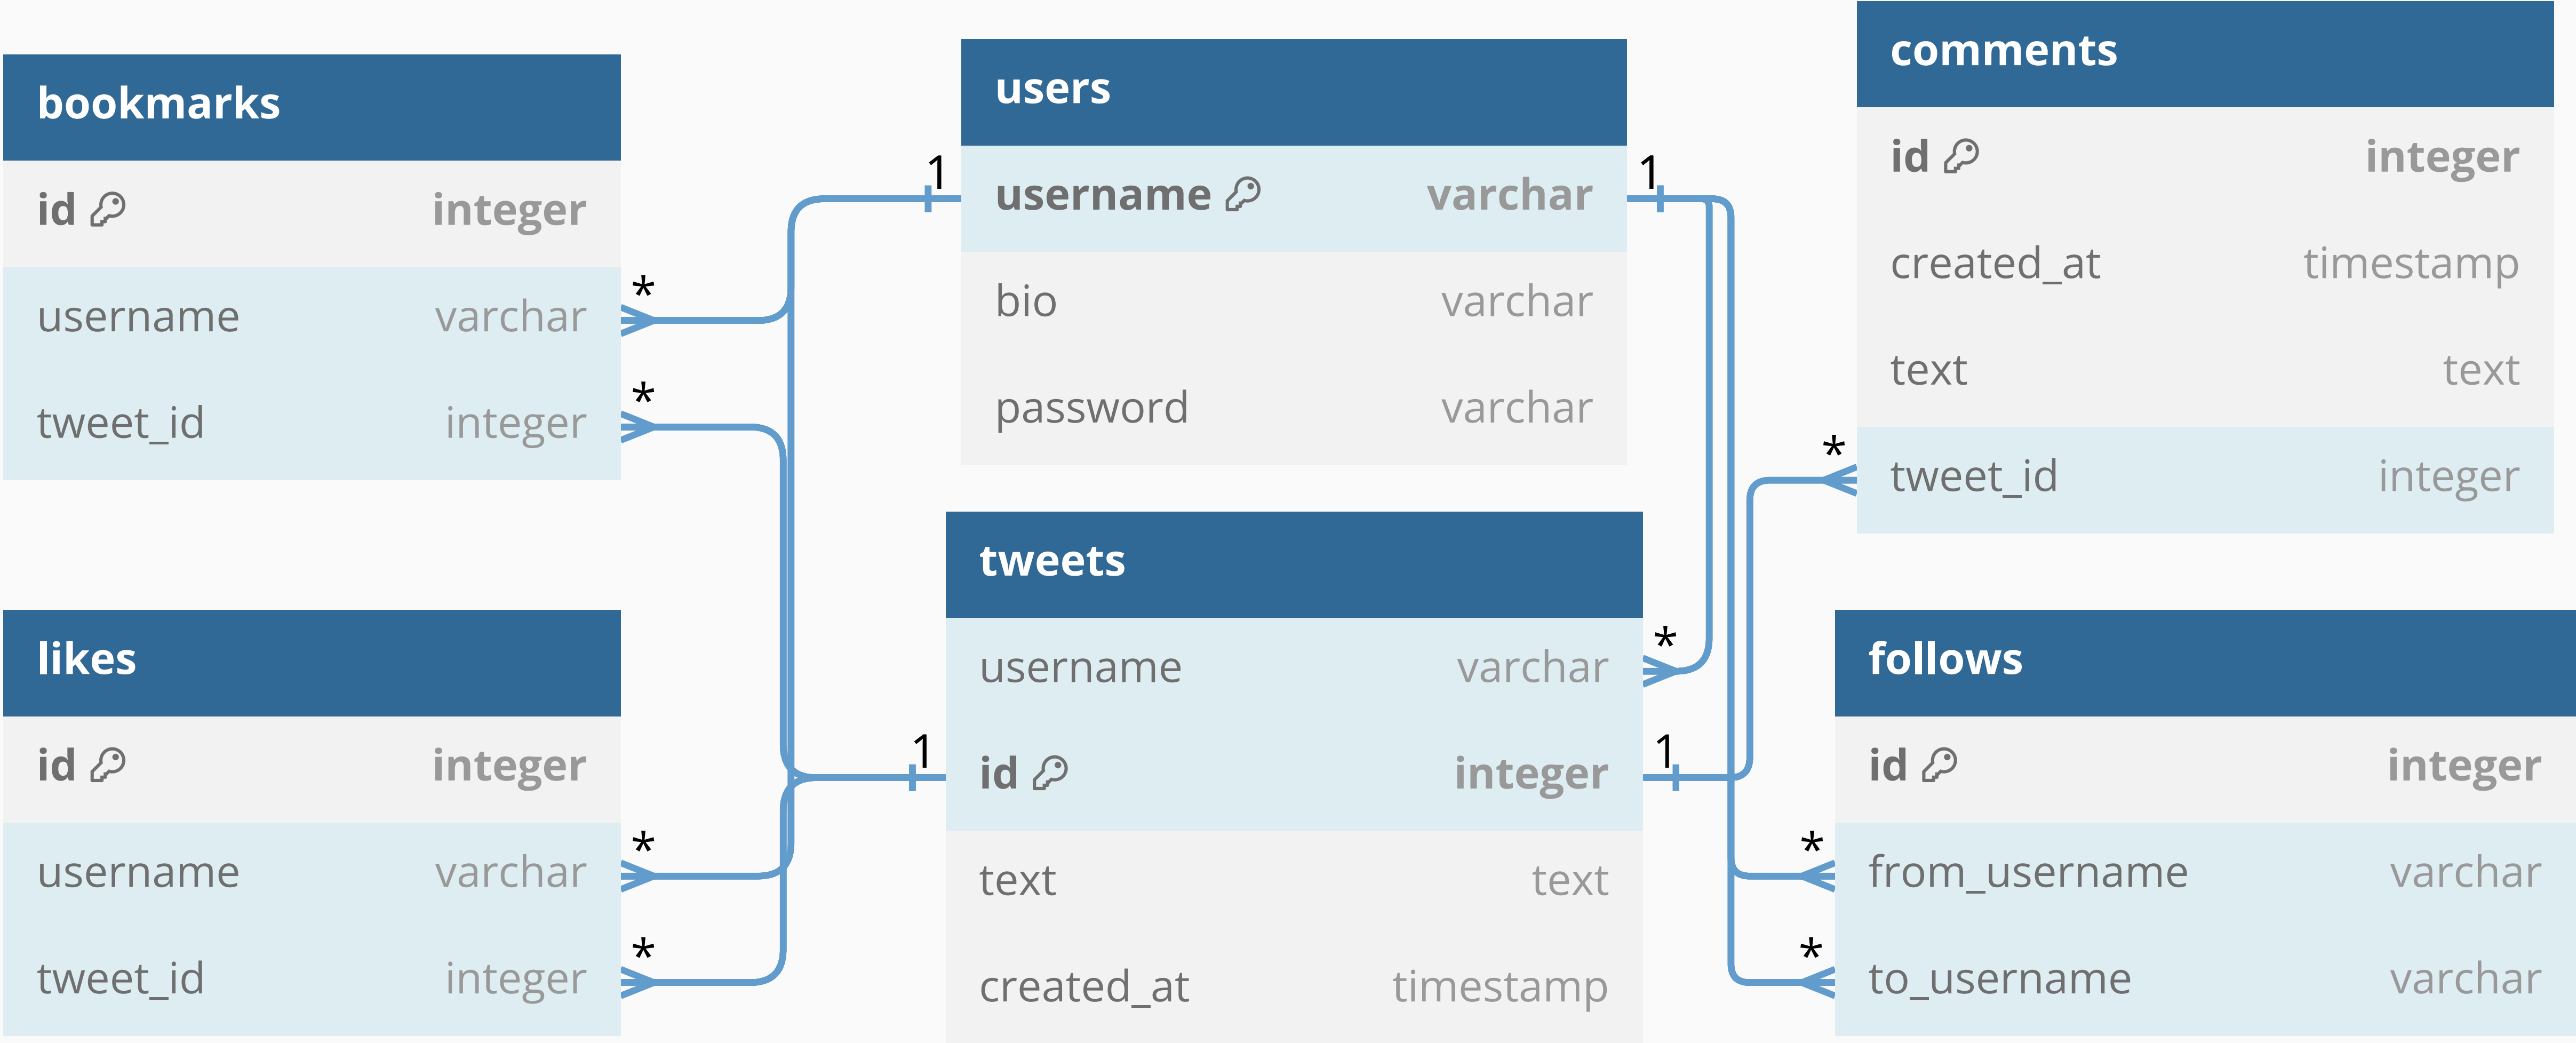 bookmarks
id integer
username varchar *
tweet_id integer *
likes
id integer
username varchar *
tweet_id integer *
users
1 username varchar 1
bio varchar
password varchar
tweets
username varchar *
1 id integer 1
text text
created_at timestamp
comments
id integer
created_at timestamp
text text
* tweet_id integer
follows
id integer
* from_username varchar
* to_username varchar